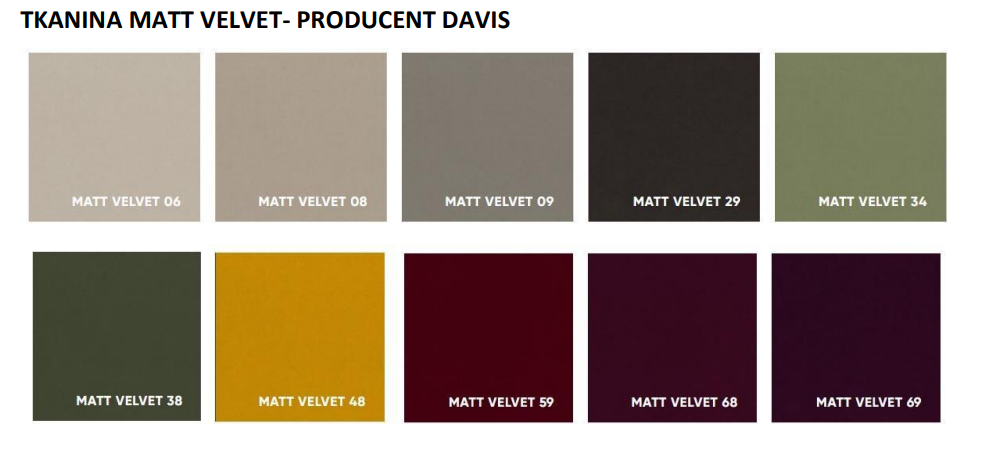 TKANINA MATT VELVET- PRODUCENT DAVIS
MATT VELVET 06
MATT VELVET 08
MATT VELVET 09
MATT VELVET 29
MATT VELVET 34
MATT VELVET 38
MATT VELVET 48
MATT VELVET 59
MATT VELVET 68
MATT VELVET 69